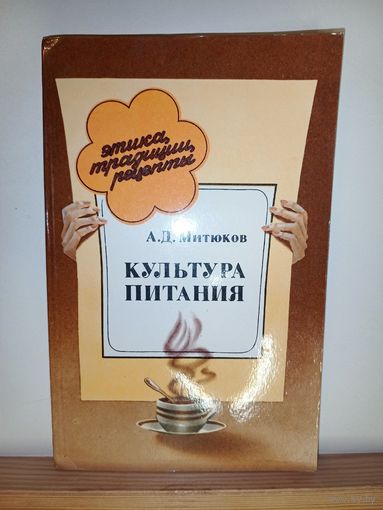 этика,
традиции,
рецепты
А.Д. Митюков
КУЛЬТУРА
ПИТАНИЯ